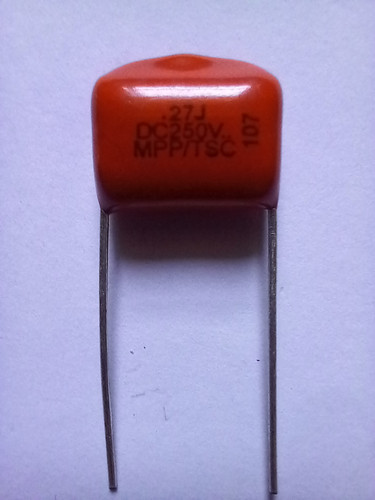 .27J
DC250V..
MPP/TSC
107